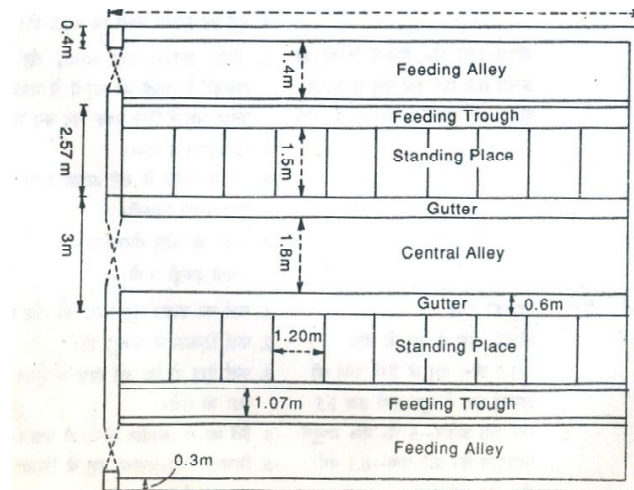 0.4m
Feeding Alley
1.4m
Feeding Trough
2.57 m
1.5m
Standing Place
Gutter
3m
1.8m
Central Alley
Gutter
0.6m
1.20m
Standing Place
1.07m
Feeding Trough
Feeding Alley
0.3m